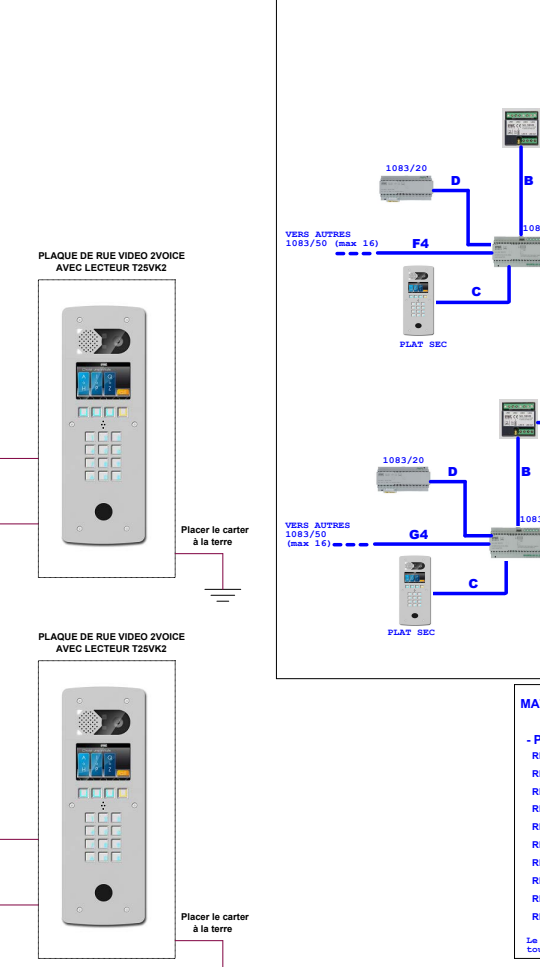 PLAQUE DE RUE VIDEO 2VOICE
AVEC LECTEUR T25VK2
Placer le carter
à la terre
PLAQUE DE RUE VIDEO 2VOICE
AVEC LECTEUR T25VK2
Placer le carter
à la terre
1083/20
D
B
VERS AUTRES
1083/50 (max 16)
F4
C
PLAT SEC
1083/20
D
B
VERS AUTRES
1083/50
(max 16)
G4
C
PLAT SEC
Le